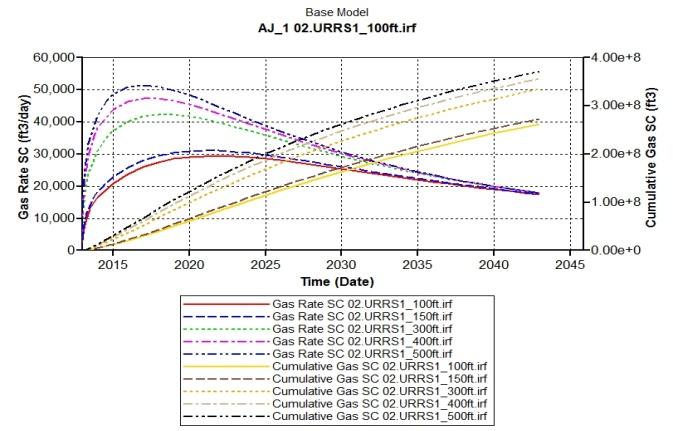 Base Model
AJ_1 02.URRS1_100ft.irf
60,000
50,000
40,000
30,000
20,000
10,000
0
Gas Rate SC (ft3/day)
4.00e+8
3.00e+8
2.00e+8
1.00e+8
0.00e+0
Cumulative Gas SC (ft3)
2015
2020
2025
2030
2035
2040
2045
Time (Date)
Gas Rate SC 02.URRS1_100ft.irf
Gas Rate SC 02.URRS1_150ft.irf
Gas Rate SC 02.URRS1_300ft.irf
Gas Rate SC 02.URRS1_400ft.irf
Gas Rate SC 02.URRS1_500ft.irf
Cumulative Gas SC 02.URRS1_100ft.irf
Cumulative Gas SC 02.URRS1_150ft.irf
Cumulative Gas SC 02.URRS1_300ft.irf
Cumulative Gas SC 02.URRS1_400ft.irf
Cumulative Gas SC 02.URRS1_500ft.irf